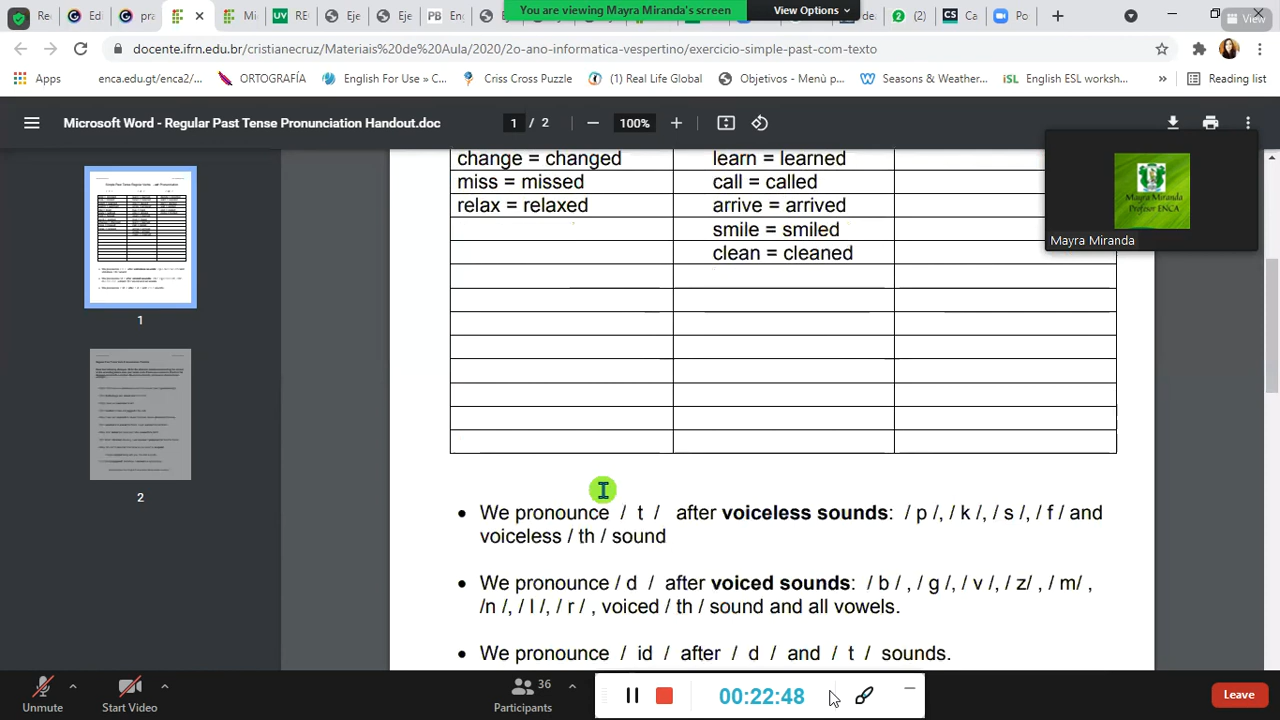 You are viewing Mayra Miranda's screen
View Options
View
docente.ifrn.edu.br/cristianecruz/Materiais%20de%20Aula/2020/2o-ano-informatica-vespertino/exercicio-simple-past-com-texto
Apps
enca.edu.gt/enca2/...
ORTOGRAFÍA
English For Use » C...
Criss Cross Puzzle
(1) Real Life Global
Objetivos - Menù p...
Seasons & Weather...
English ESL worksh...
»
Reading list
Microsoft Word - Regular Past Tense Pronunciation Handout.doc
1 / 2
100%
change = changed
learn = learned
miss = missed
call = called
relax = relaxed
arrive = arrived
smile = smiled
clean = cleaned
Mayra Miranda
Profesor ENCA
Mayra Miranda
1
2
• We pronounce / t / after voiceless sounds: / p /, / k /, / s /, / f / and
voiceless / th / sound
• We pronounce / d / after voiced sounds: / b / , / g /, / v /, / z/ , / m/ ,
/n /, / l /, / r / , voiced / th / sound and all vowels.
• We pronounce / id / after / d / and / t / sounds.
Unmute
Start Video
36
Participants
00:22:48
Leave